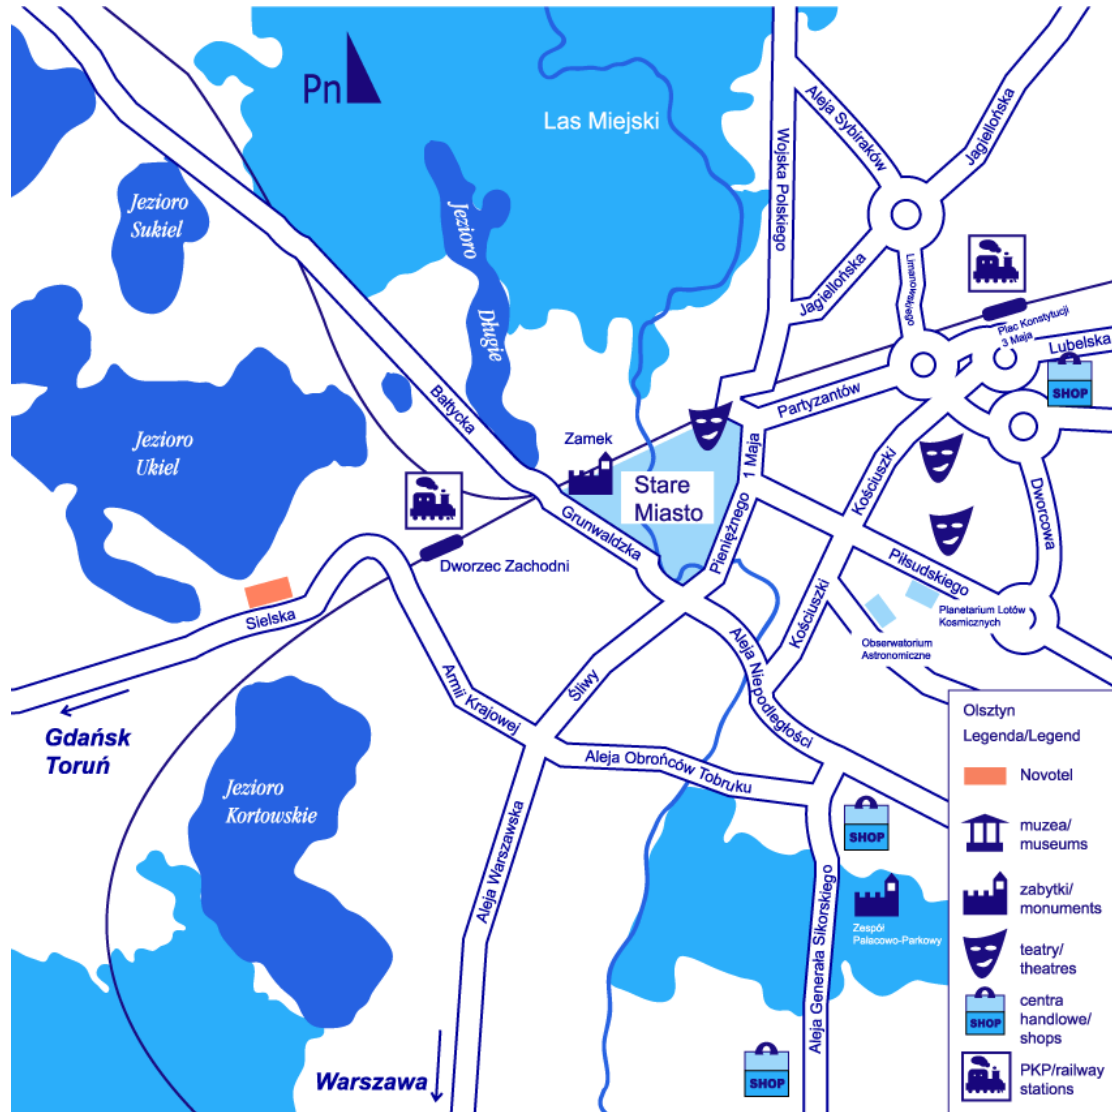 Pn
Las Miejski
Aleja Sybiraków
Jagiellońska
Wojska Polskiego
Jezioro
Sukiel
Jezioro
Długie
Jagiellońska
Limanowskiego
Plac Konstytucji
3 Maja
Lubelska
SHOP
Bałtycka
Partyzantów
Zamek
1 Maja
Jezioro
Ukiel
Stare
Miasto
Kościuszki
Dworcowa
Grunwaldzka
Pieniężnego
Dworzec Zachodni
Piłsudskiego
Sielska
Planetarium Lotów
Kosmicznych
Obserwatorium
Astronomiczne
Kościuszki
Aleja Niepodległości
Śliwy
Armii Krajowej
Gdańsk
Toruń
Aleja Obrońców Tobruku
Jezioro
Kortowskie
SHOP
Aleja Warszawska
Aleja Generała Sikorskiego
Zespół
Pałacowo-Parkowy
Warszawa
SHOP
Olsztyn
Legenda/Legend
Novotel
muzea/
museums
zabytki/
monuments
teatry/
theatres
SHOP
centra
handlowe/
shops
PKP/railway
stations